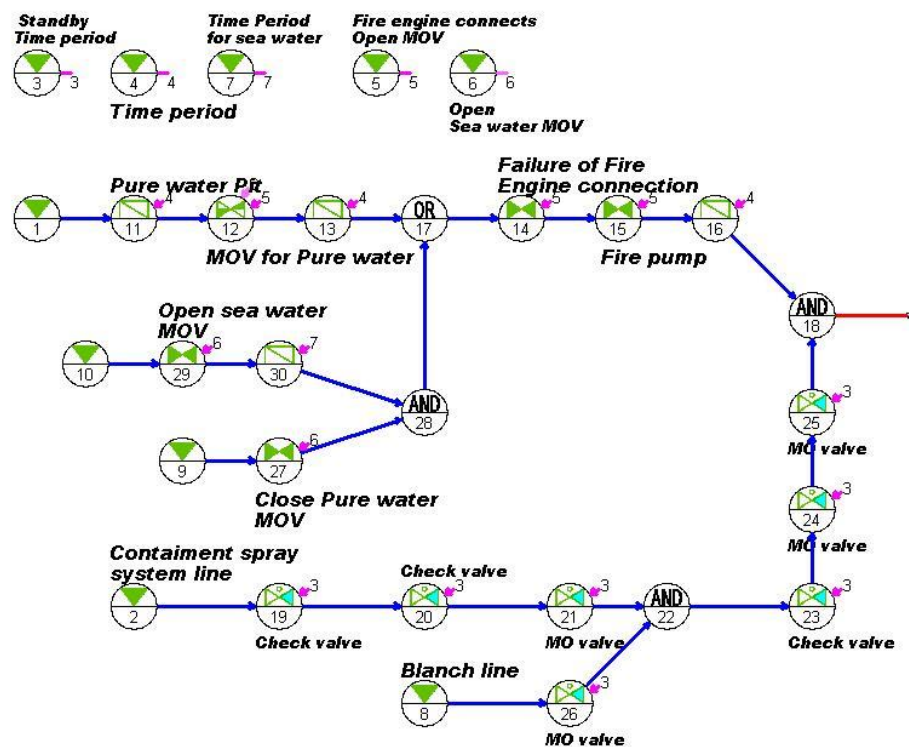 Standby
Time period
Time Period
for sea water
Fire engine connects
Open MOV
3 3
4 4
7 7
5 5
6 6
Time period
Open
Sea water MOV
Failure of Fire
Engine connection
Pure water Pit
1
11 4
12 5
13 4
OR
17
14 5
15 5
16 4
MOV for Pure water
Fire pump
AND
18
Open sea water
MOV
10
29 6
30 7
AND
28
9
27 6
Close Pure water
MOV
25 3
MO valve
24 3
MO valve
Contaiment spray
system line
Check valve
2
19 3
20 3
21 3
AND
22
23 3
Check valve
MO valve
Check valve
Blanch line
8
26 3
MO valve